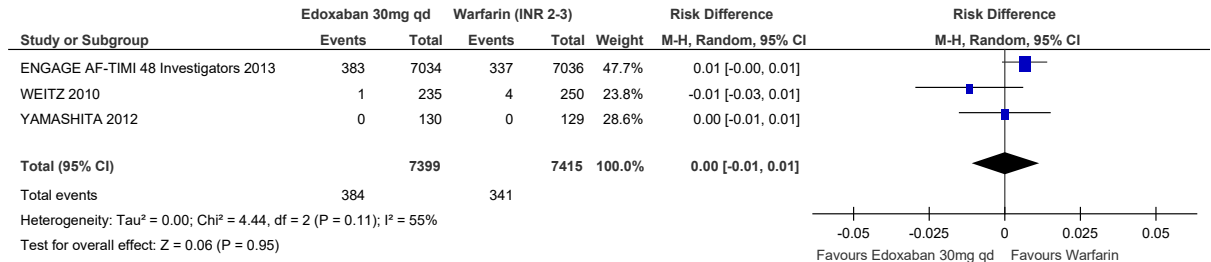 Edoxaban 30mg qd Warfarin (INR 2-3) Risk Difference Risk Difference
Study or Subgroup Events Total Events Total Weight M-H, Random, 95% CI M-H, Random, 95% CI
ENGAGE AF-TIMI 48 Investigators 2013 383 7034 337 7036 47.7% 0.01 [-0.00, 0.01]
WEITZ 2010 1 235 4 250 23.8% -0.01 [-0.03, 0.01]
YAMASHITA 2012 0 130 0 129 28.6% 0.00 [-0.01, 0.01]
Total (95% CI) 7399 7415 100.0% 0.00 [-0.01, 0.01]
Total events 384 341
Heterogeneity: Tau² = 0.00; Chi² = 4.44, df = 2 (P = 0.11); I² = 55%
Test for overall effect: Z = 0.06 (P = 0.95)
-0.05 -0.025 0 0.025 0.05
Favours Edoxaban 30mg qd Favours Warfarin